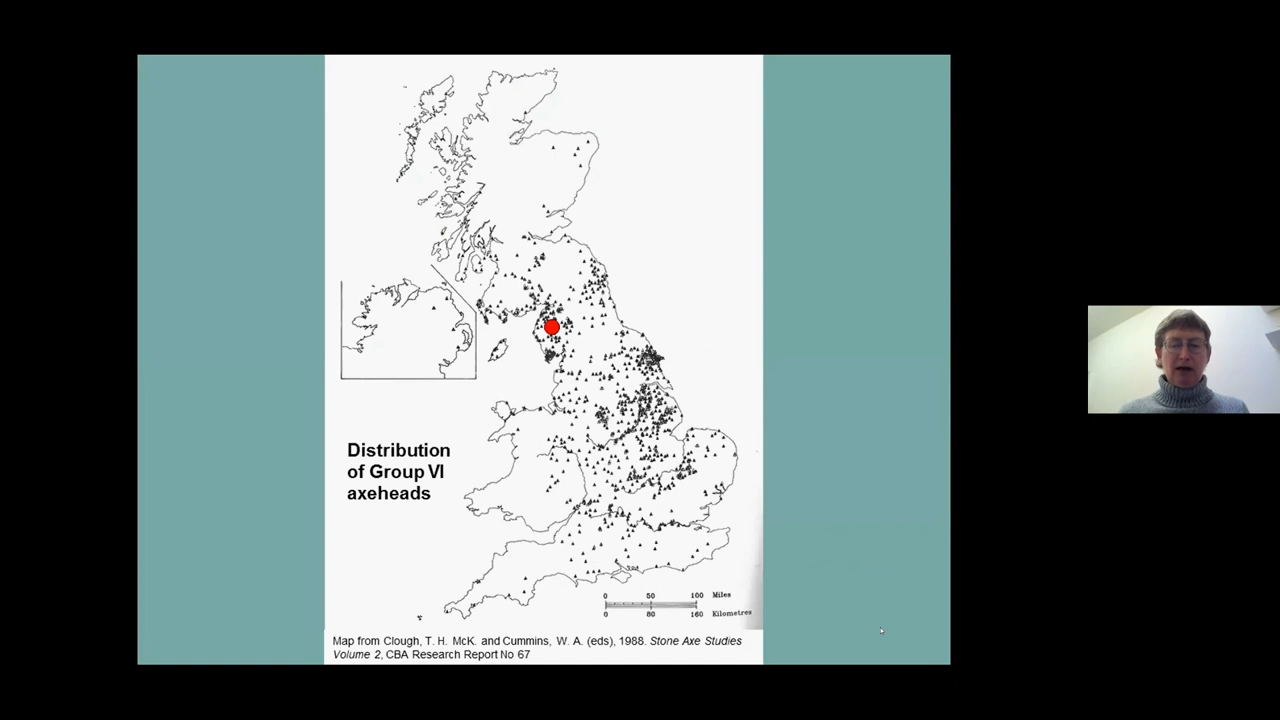 Distribution
of Group VI
axeheads
0 50 100 Miles
0 80 160 Kilometres
Map from Clough, T. H. McK. and Cummins, W. A. (eds), 1988. Stone Axe Studies
Volume 2, CBA Research Report No 67